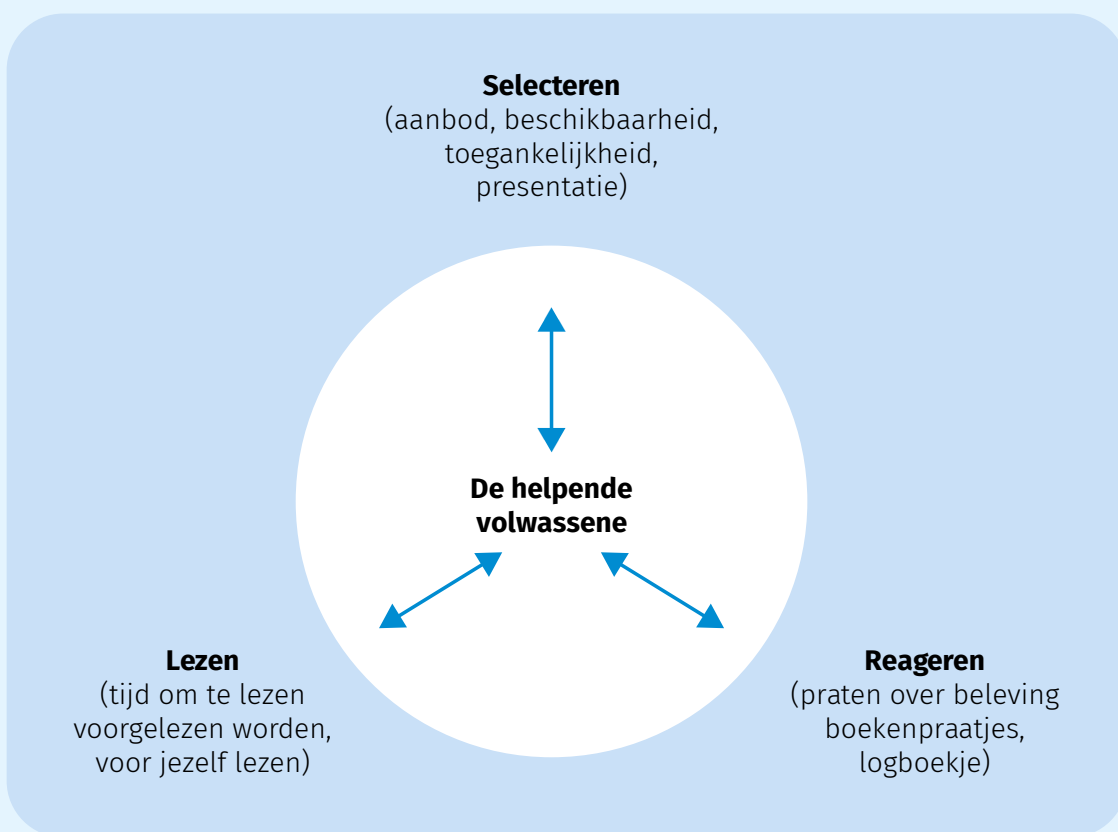 Selecteren
(aanbod, beschikbaarheid,
toegankelijkheid,
presentatie)
De helpende
volwassene
Lezen
(tijd om te lezen
voorgelezen worden,
voor jezelf lezen)
Reageren
(praten over beleving
boekenpraatjes,
logboekje)